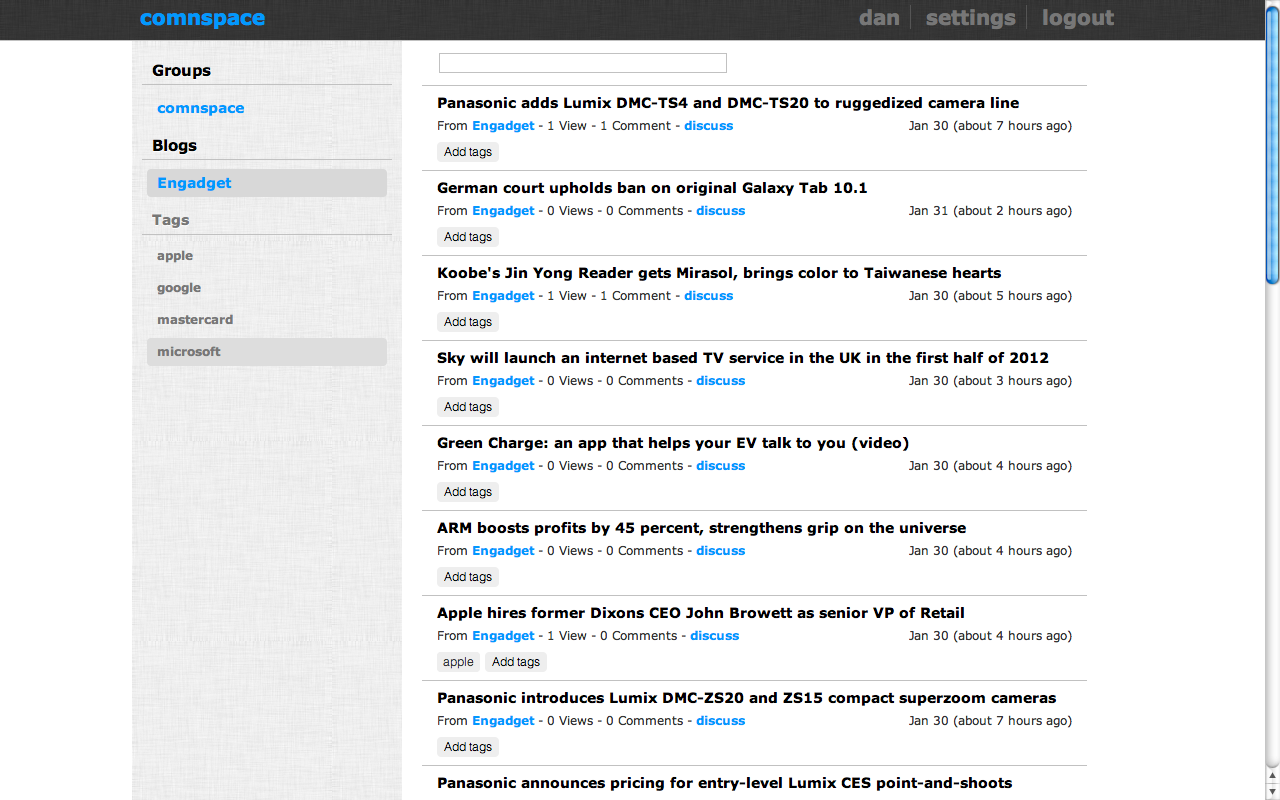 comnspace
dan settings logout
Groups
comnspace
Blogs
Engadget
Tags
apple
google
mastercard
microsoft
Panasonic adds Lumix DMC-TS4 and DMC-TS20 to ruggedized camera line
From Engadget - 1 View - 1 Comment - discuss Jan 30 (about 7 hours ago)
Add tags
German court upholds ban on original Galaxy Tab 10.1
From Engadget - 0 Views - 0 Comments - discuss Jan 31 (about 2 hours ago)
Add tags
Koobe's Jin Yong Reader gets Mirasol, brings color to Taiwanese hearts
From Engadget - 1 View - 1 Comment - discuss Jan 30 (about 5 hours ago)
Add tags
Sky will launch an internet based TV service in the UK in the first half of 2012
From Engadget - 0 Views - 0 Comments - discuss Jan 30 (about 3 hours ago)
Add tags
Green Charge: an app that helps your EV talk to you (video)
From Engadget - 0 Views - 0 Comments - discuss Jan 30 (about 4 hours ago)
Add tags
ARM boosts profits by 45 percent, strengthens grip on the universe
From Engadget - 0 Views - 0 Comments - discuss Jan 30 (about 4 hours ago)
Add tags
Apple hires former Dixons CEO John Browett as senior VP of Retail
From Engadget - 1 View - 0 Comments - discuss Jan 30 (about 4 hours ago)
apple Add tags
Panasonic introduces Lumix DMC-ZS20 and ZS15 compact superzoom cameras
From Engadget - 0 Views - 0 Comments - discuss Jan 30 (about 7 hours ago)
Add tags
Panasonic announces pricing for entry-level Lumix CES point-and-shoots